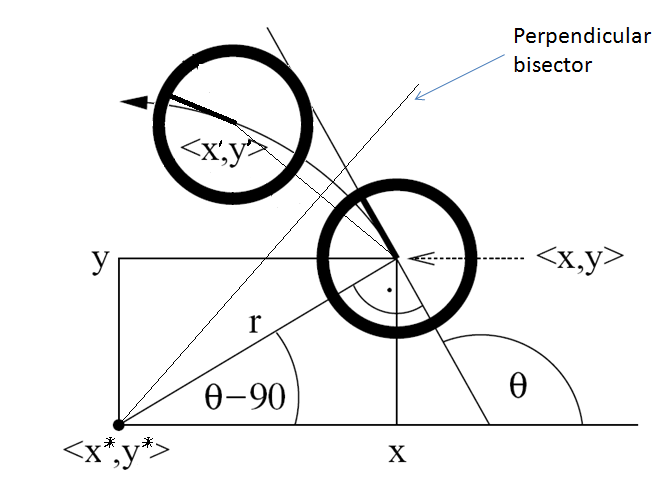 Perpendicular
bisector
<x',y'>
y
<x,y>
r
θ−90
θ
<x*,y*>
x